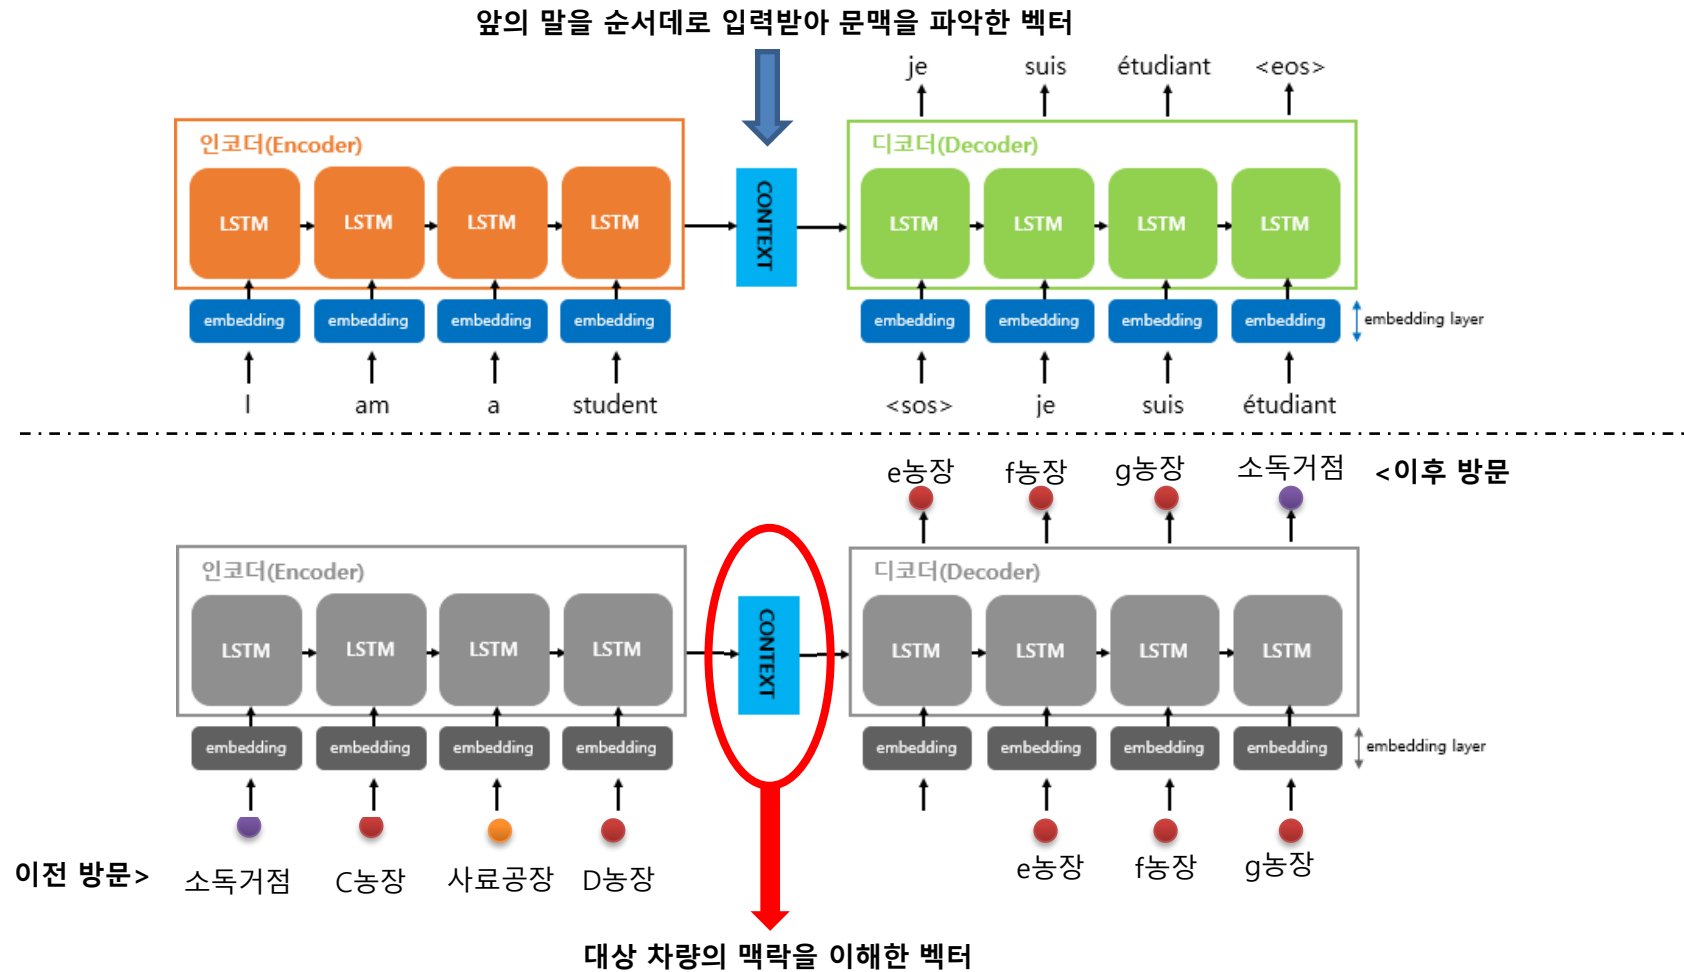 앞의 말을 순서데로 입력받아 문맥을 파악한 벡터
je suis étudiant <eos>
인코더(Encoder)
디코더(Decoder)
LSTM LSTM LSTM LSTM
CONTEXT
LSTM LSTM LSTM LSTM
embedding embedding embedding embedding
embedding embedding embedding embedding
embedding layer
I am a student
<sos> je suis étudiant
e농장 f농장 g농장 소독거점 <이후 방문
인코더(Encoder)
디코더(Decoder)
LSTM LSTM LSTM LSTM
CONTEXT
LSTM LSTM LSTM LSTM
embedding embedding embedding embedding
embedding embedding embedding embedding
embedding layer
이전 방문> 소독거점 C농장 사료공장 D농장
e농장 f농장 g농장
대상 차량의 맥락을 이해한 벡터